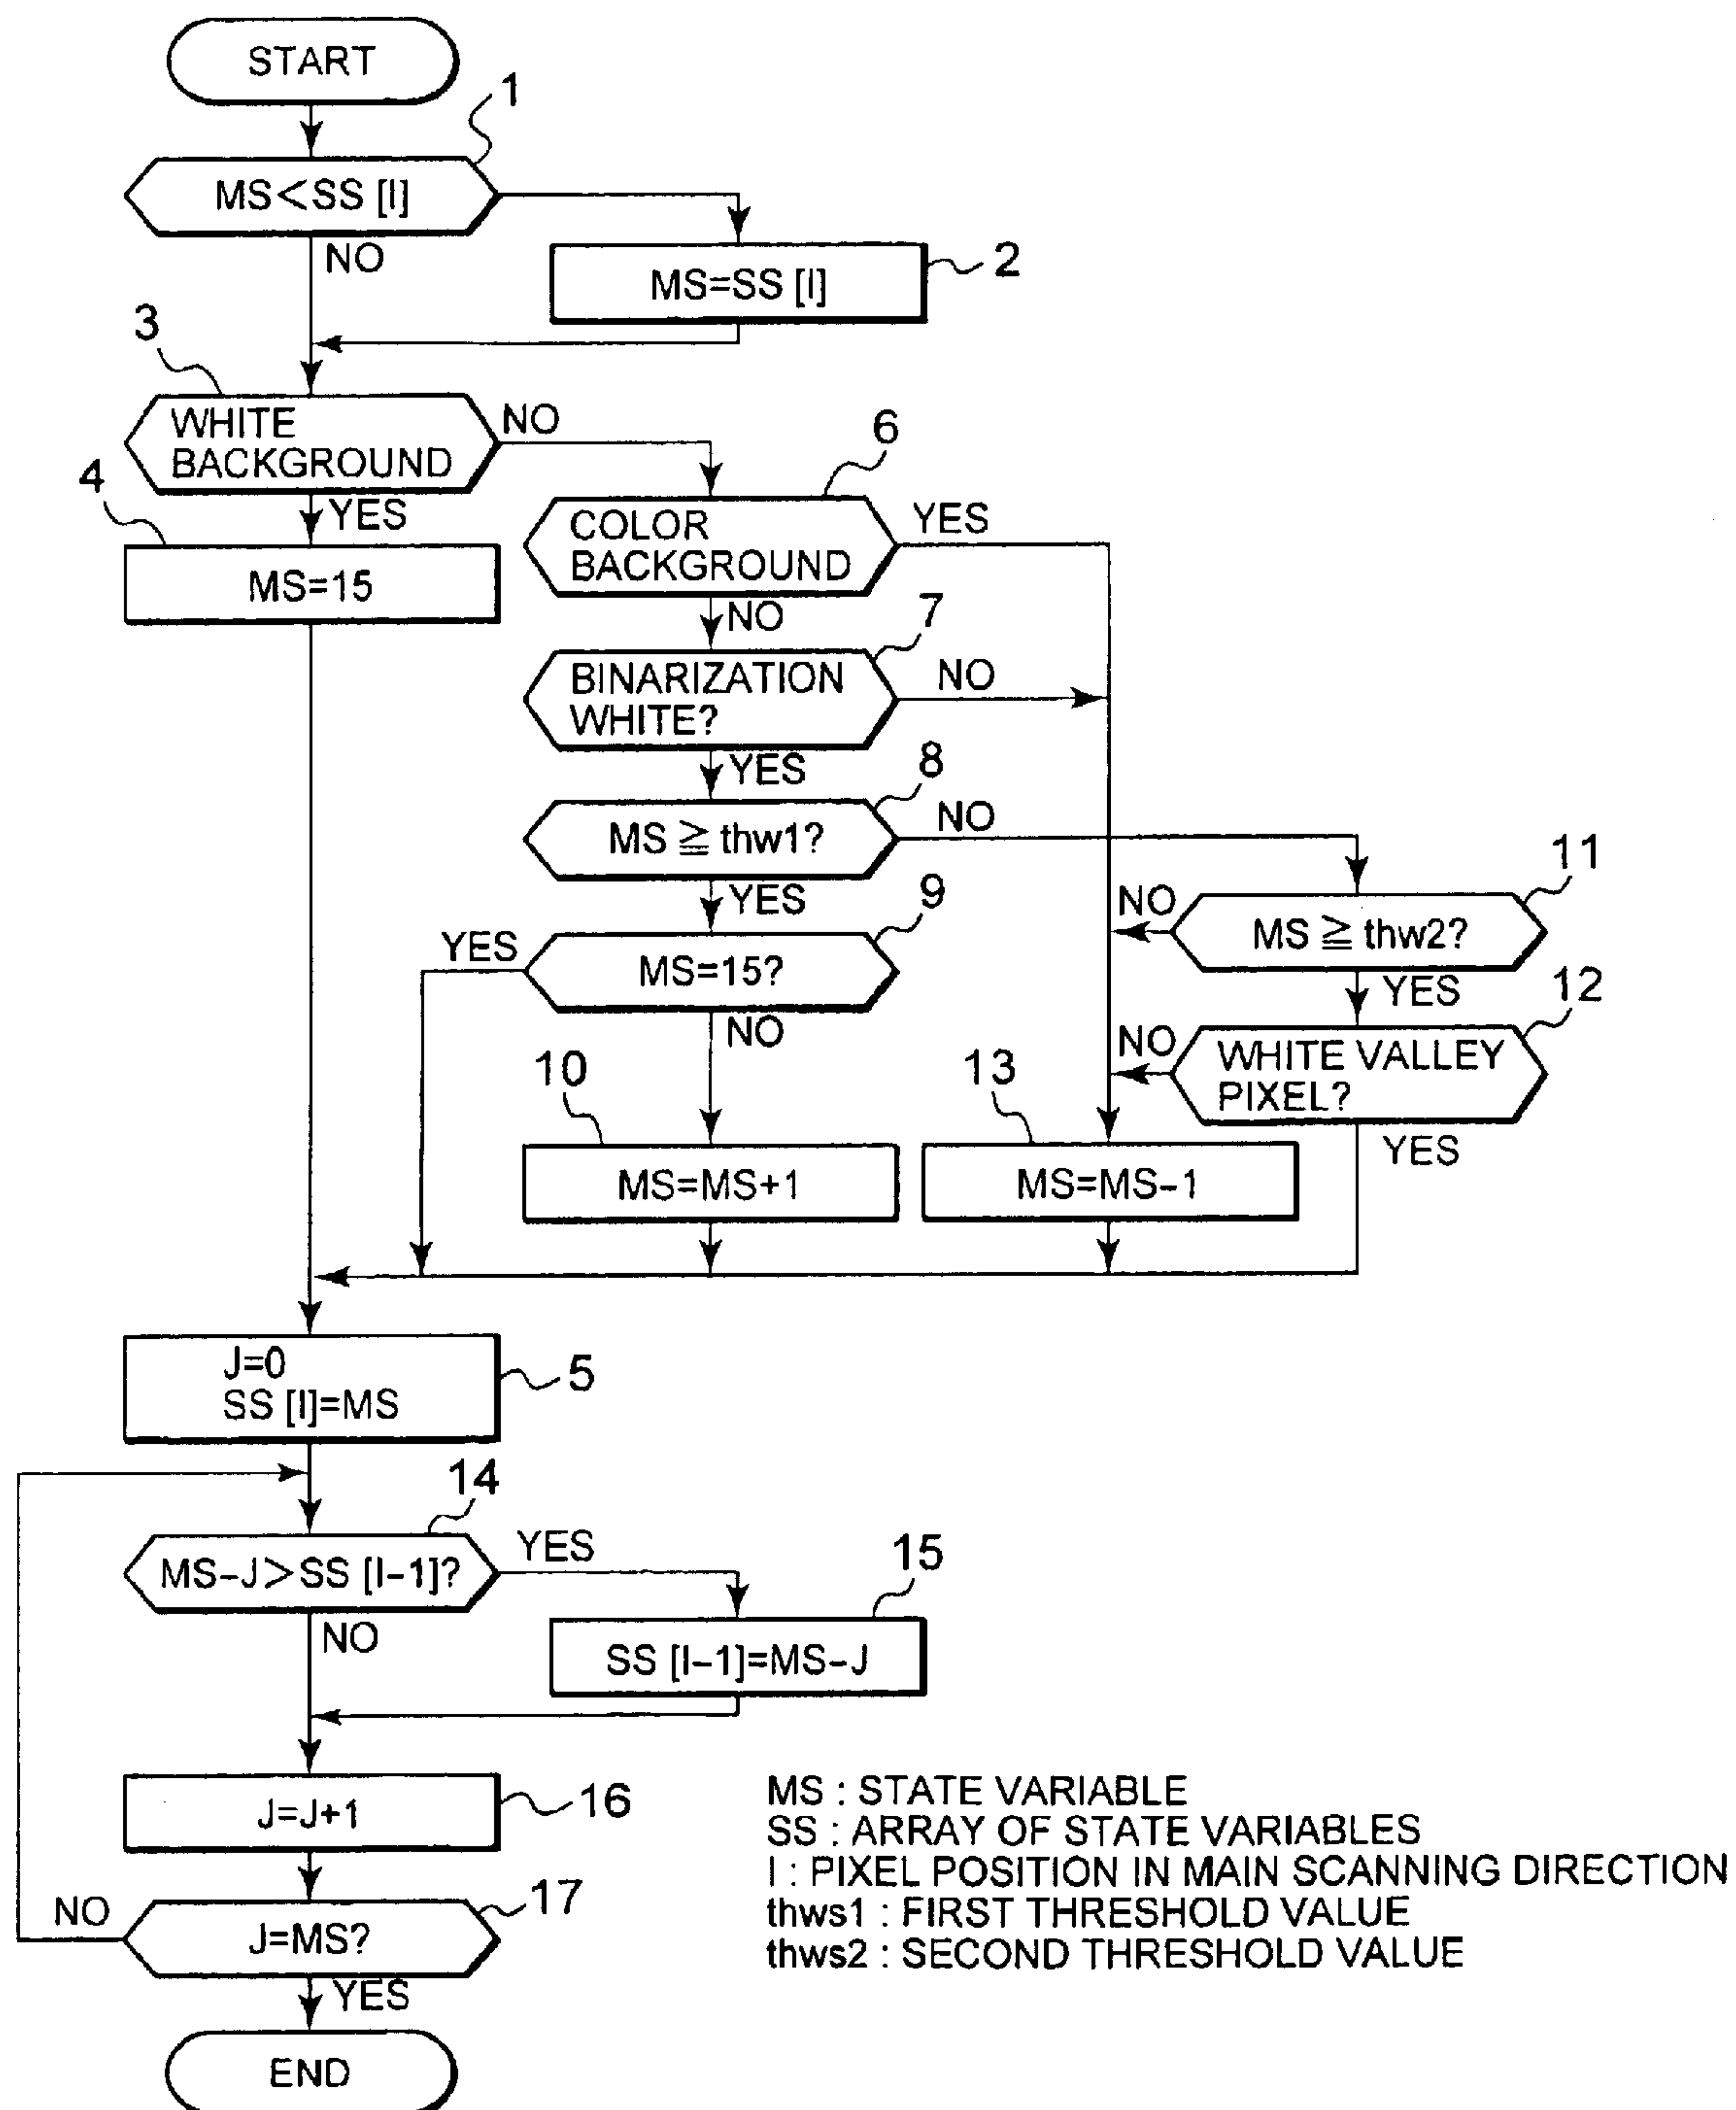 START
1
MS<SS [I]
NO
2
MS=SS [I]
3
WHITE
BACKGROUND
NO
YES
4
MS=15
6
COLOR
BACKGROUND
YES
NO
7
BINARIZATION
WHITE?
NO
YES
8
MS ≧ thw1?
NO
YES
11
MS ≧ thw2?
NO
YES
9
MS=15?
YES
NO
12
WHITE VALLEY
PIXEL?
NO
YES
10
MS=MS+1
13
MS=MS-1
J=0
SS [I]=MS
5
14
MS-J>SS [I-1]?
YES
NO
15
SS [I-1]=MS-J
J=J+1
16
17
J=MS?
NO
YES
END
MS : STATE VARIABLE
SS : ARRAY OF STATE VARIABLES
I : PIXEL POSITION IN MAIN SCANNING DIRECTION
thws1 : FIRST THRESHOLD VALUE
thws2 : SECOND THRESHOLD VALUE